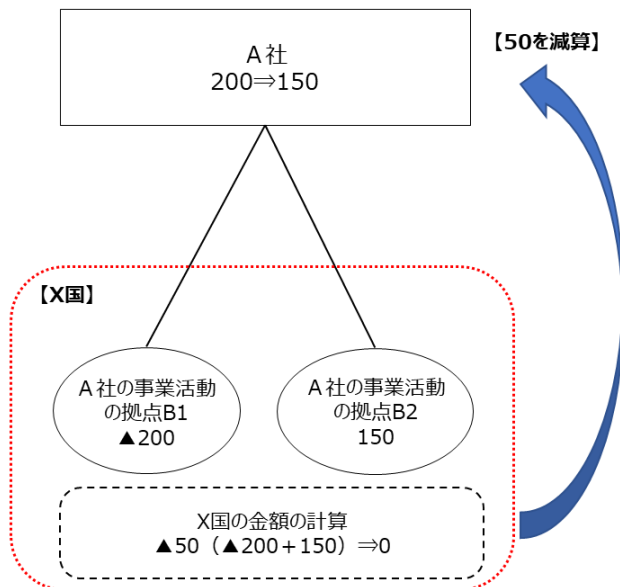 A社
200⇒150
【50を減算】
【X国】
A社の事業活動
の拠点B1
▲200
A社の事業活動
の拠点B2
150
X国の金額の計算
▲50（▲200＋150）⇒0